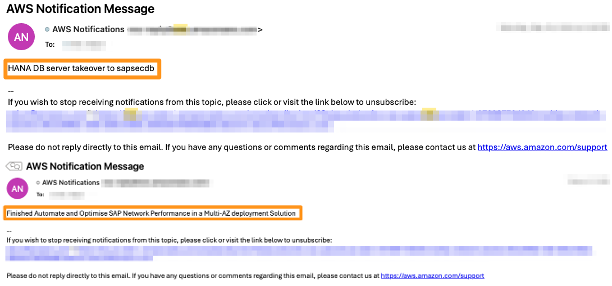 AWS Notification Message
AN
AWS Notifications < >
To:
HANA DB server takeover to sapsecdb
--
If you wish to stop receiving notifications from this topic, please click or visit the link below to unsubscribe:
Please do not reply directly to this email. If you have any questions or comments regarding this email, please contact us at https://aws.amazon.com/support
AWS Notification Message
AN
AWS Notifications
To:
Finished Automate and Optimise SAP Network Performance in a Multi-AZ deployment Solution
--
If you wish to stop receiving notifications from this topic, please click or visit the link below to unsubscribe:
Please do not reply directly to this email. If you have any questions or comments regarding this email, please contact us at https://aws.amazon.com/support